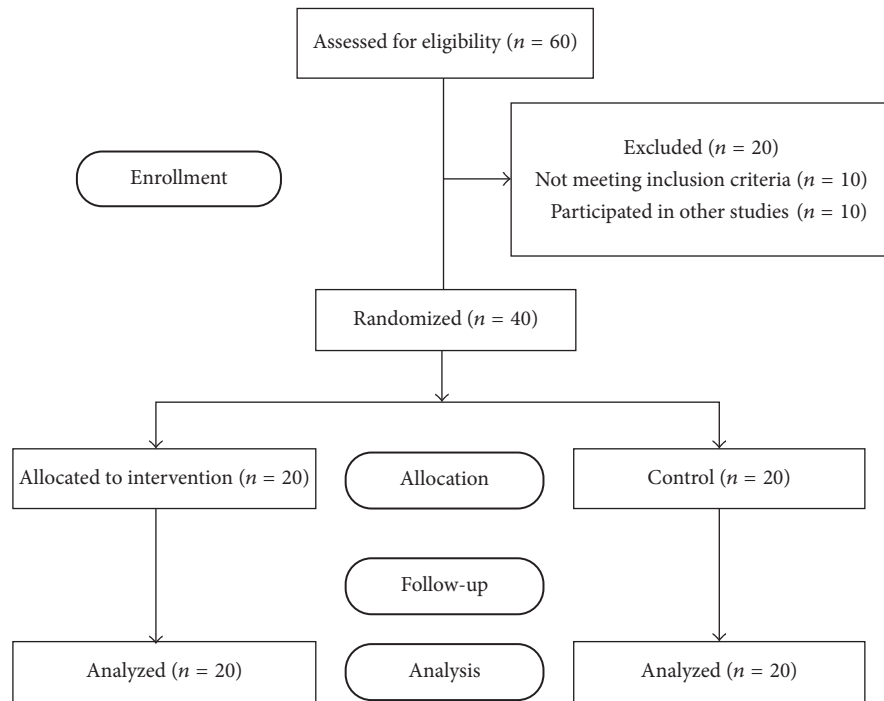 Assessed for eligibility (n = 60)
Excluded (n = 20)
Not meeting inclusion criteria (n = 10)
Participated in other studies (n = 10)
Enrollment
Randomized (n = 40)
Allocated to intervention (n = 20)
Allocation
Control (n = 20)
Follow-up
Analyzed (n = 20)
Analysis
Analyzed (n = 20)